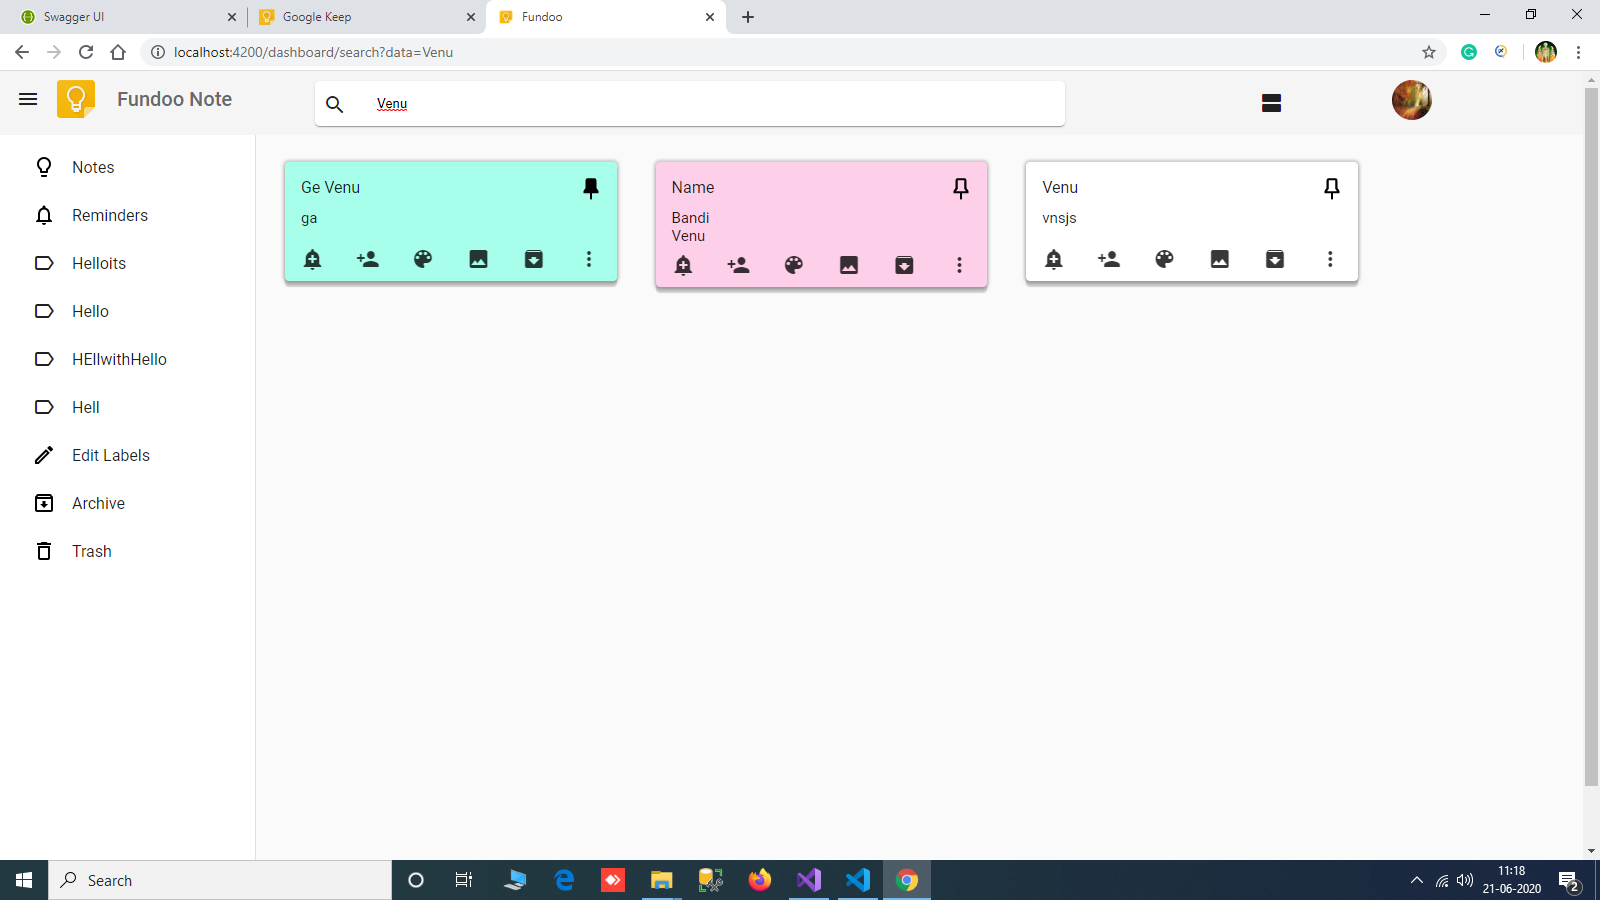 Swagger UI
Google Keep
Fundoo
localhost:4200/dashboard/search?data=Venu
Fundoo Note
Venu
Notes
Reminders
Helloits
Hello
HEllwithHello
Hell
Edit Labels
Archive
Trash
Ge Venu
ga
Name
Bandi
Venu
Venu
vnsjs
Search
11:18
21-06-2020
2